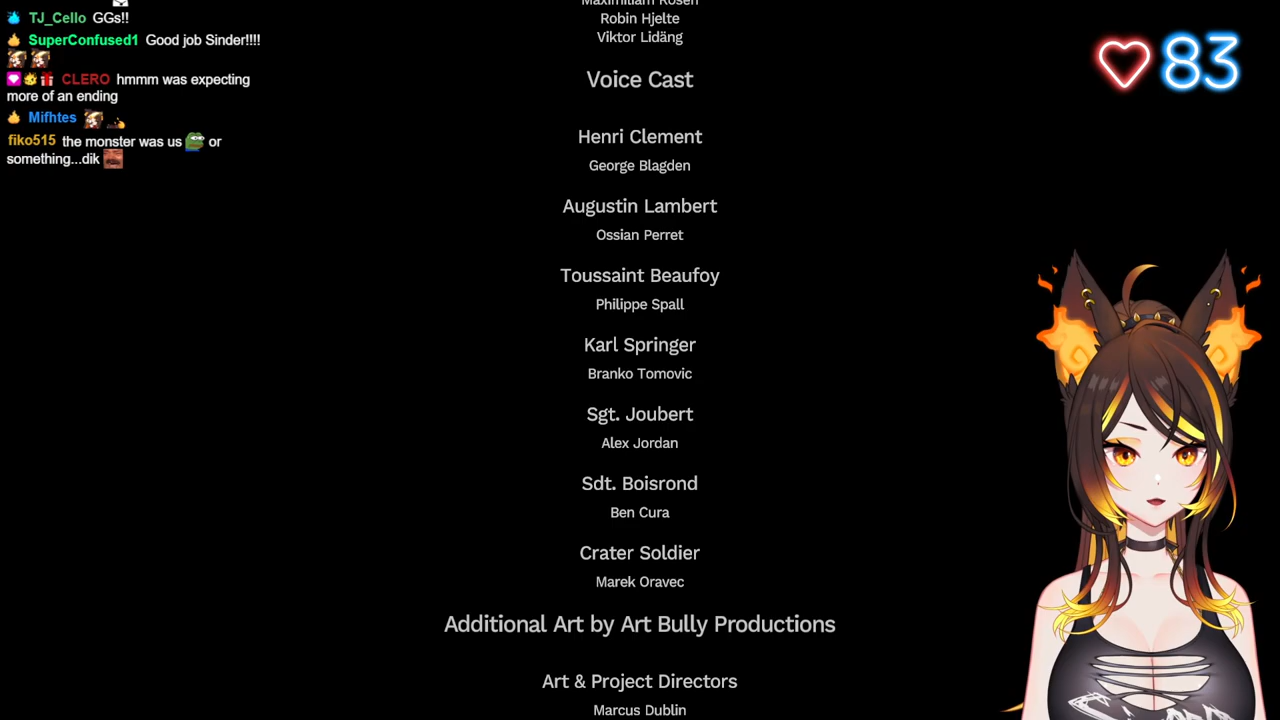 TJ_Cello GGs!!
SuperConfused1 Good job Sinder!!!!
CLERO hmmm was expecting
more of an ending
Mifhtes
fiko515 the monster was us or
something...dik
Maximilian Rosén
Robin Hjelte
Viktor Lidäng
Voice Cast
Henri Clement
George Blagden
Augustin Lambert
Ossian Perret
Toussaint Beaufoy
Philippe Spall
Karl Springer
Branko Tomovic
Sgt. Joubert
Alex Jordan
Sdt. Boisrond
Ben Cura
Crater Soldier
Marek Oravec
Additional Art by Art Bully Productions
Art & Project Directors
Marcus Dublin
83